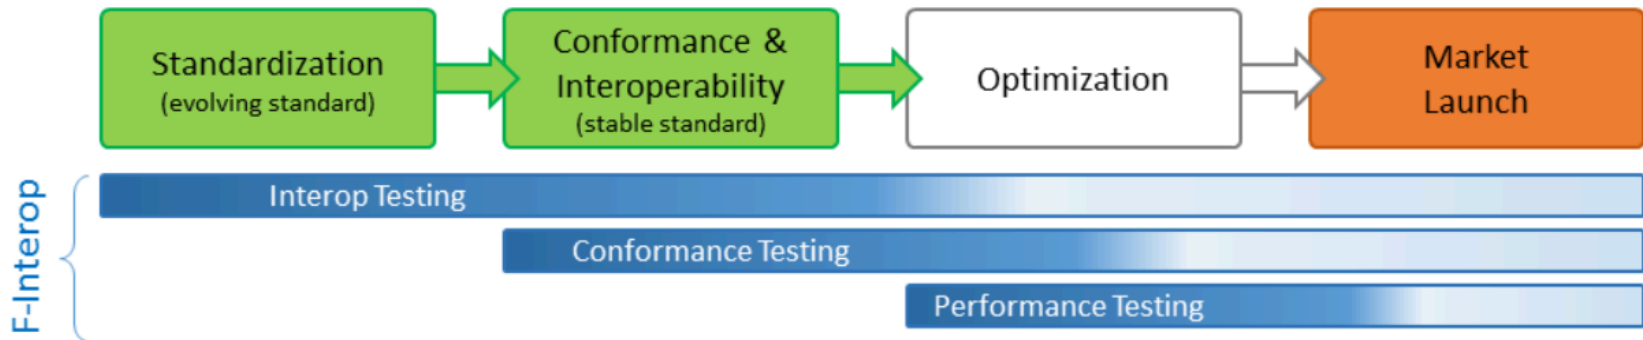 Standardization
(evolving standard)
Conformance &
Interoperability
(stable standard)
Optimization
Market
Launch
F-Interop
Interop Testing
Conformance Testing
Performance Testing